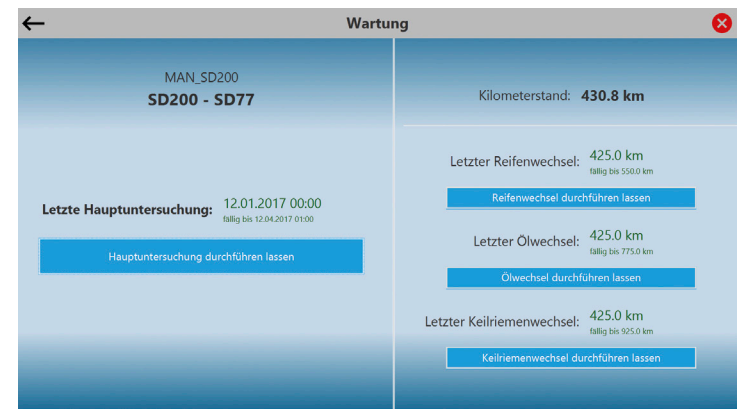 Wartung
MAN_SD200
SD200 - SD77
Letzte Hauptuntersuchung: 12.01.2017 00:00
fällig bis 12.04.2017 01:00
Hauptuntersuchung durchführen lassen
Kilometerstand: 430.8 km
Letzter Reifenwechsel: 425.0 km
fällig bis 550.0 km
Reifenwechsel durchführen lassen
Letzter Ölwechsel: 425.0 km
fällig bis 775.0 km
Ölwechsel durchführen lassen
Letzter Keilriemenwechsel: 425.0 km
fällig bis 925.0 km
Keilriemenwechsel durchführen lassen